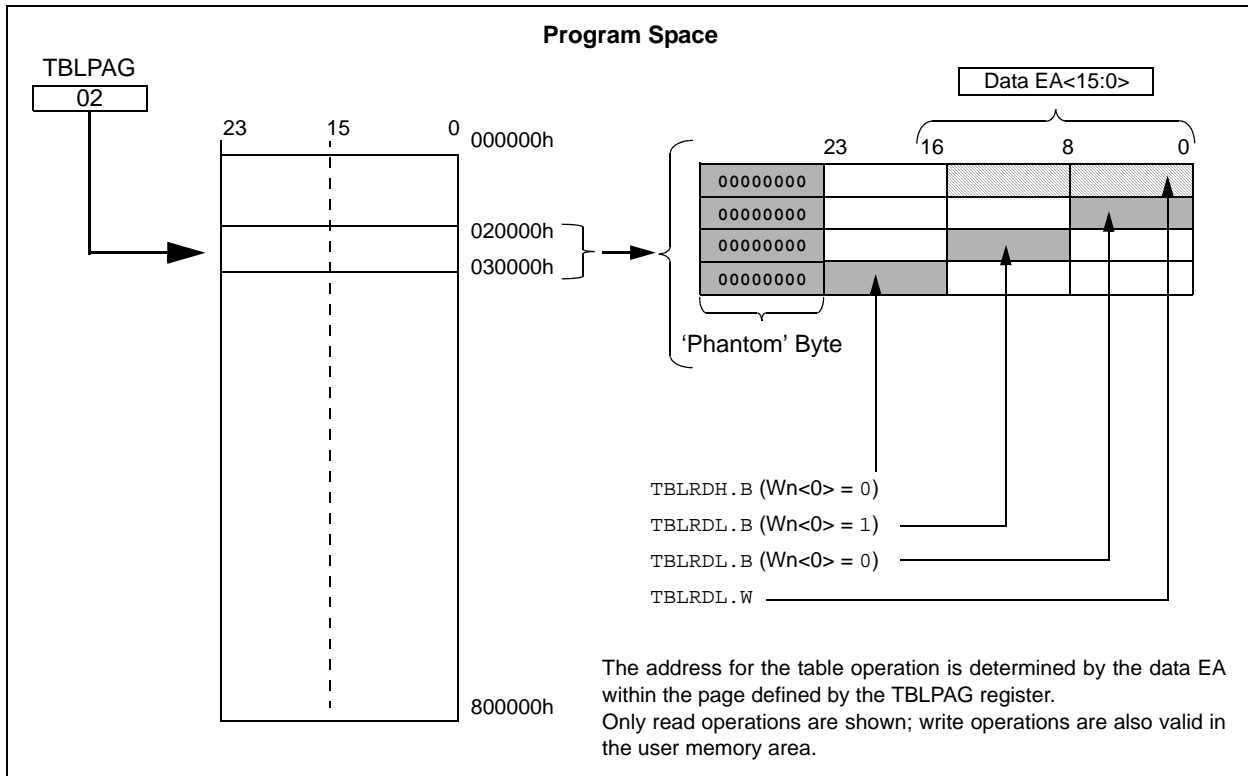 Program Space
TBLPAG
02
Data EA<15:0>
23 15 0
000000h
23 16 8 0
00000000
00000000
00000000
00000000
020000h
030000h
‘Phantom’ Byte
TBLRDH.B (Wn<0> = 0)
TBLRDL.B (Wn<0> = 1)
TBLRDL.B (Wn<0> = 0)
TBLRDL.W
800000h
The address for the table operation is determined by the data EA
within the page defined by the TBLPAG register.
Only read operations are shown; write operations are also valid in
the user memory area.